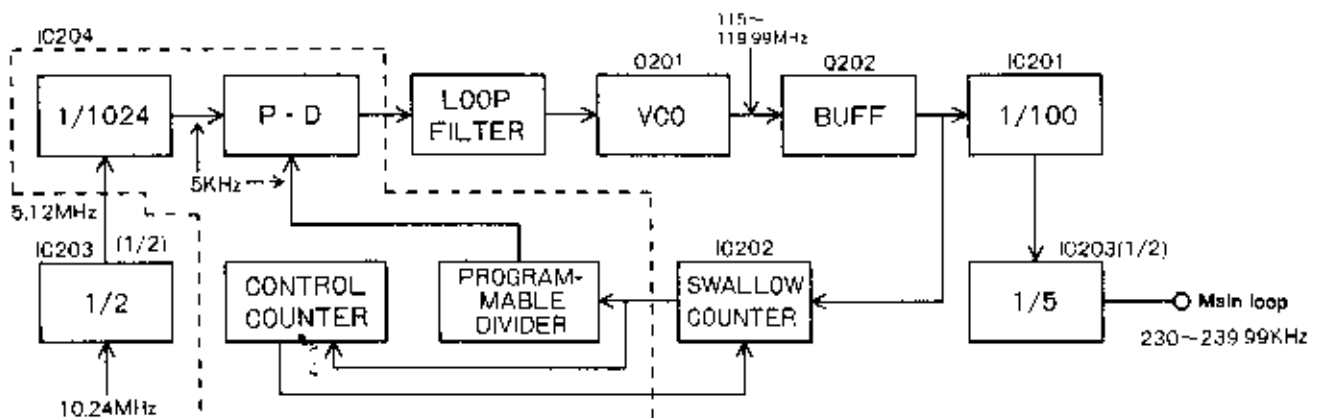 IC204
115~
119.99MHz
1/1024
P - D
LOOP
FILTER
Q201
VCO
Q202
BUFF
IC201
1/100
5KHz
5.12MHz
IC203
(1/2)
1/2
CONTROL
COUNTER
PROGRAM-
MABLE
DIVIDER
IC202
SWALLOW
COUNTER
IC203(1/2)
1/5
Main loop
230~239.99KHz
10.24MHz